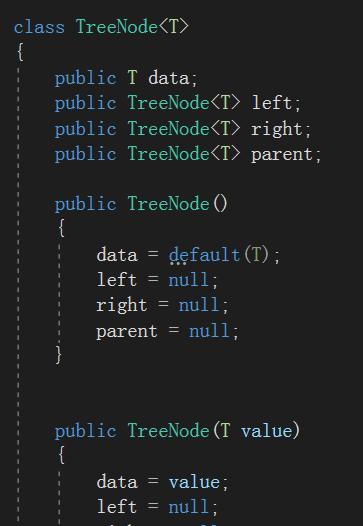 class TreeNode<T>
{
public T data;
public TreeNode<T> left;
public TreeNode<T> right;
public TreeNode<T> parent;
public TreeNode()
{
data = default(T);
left = null;
right = null;
parent = null;
}
public TreeNode(T value)
{
data = value;
left = null;